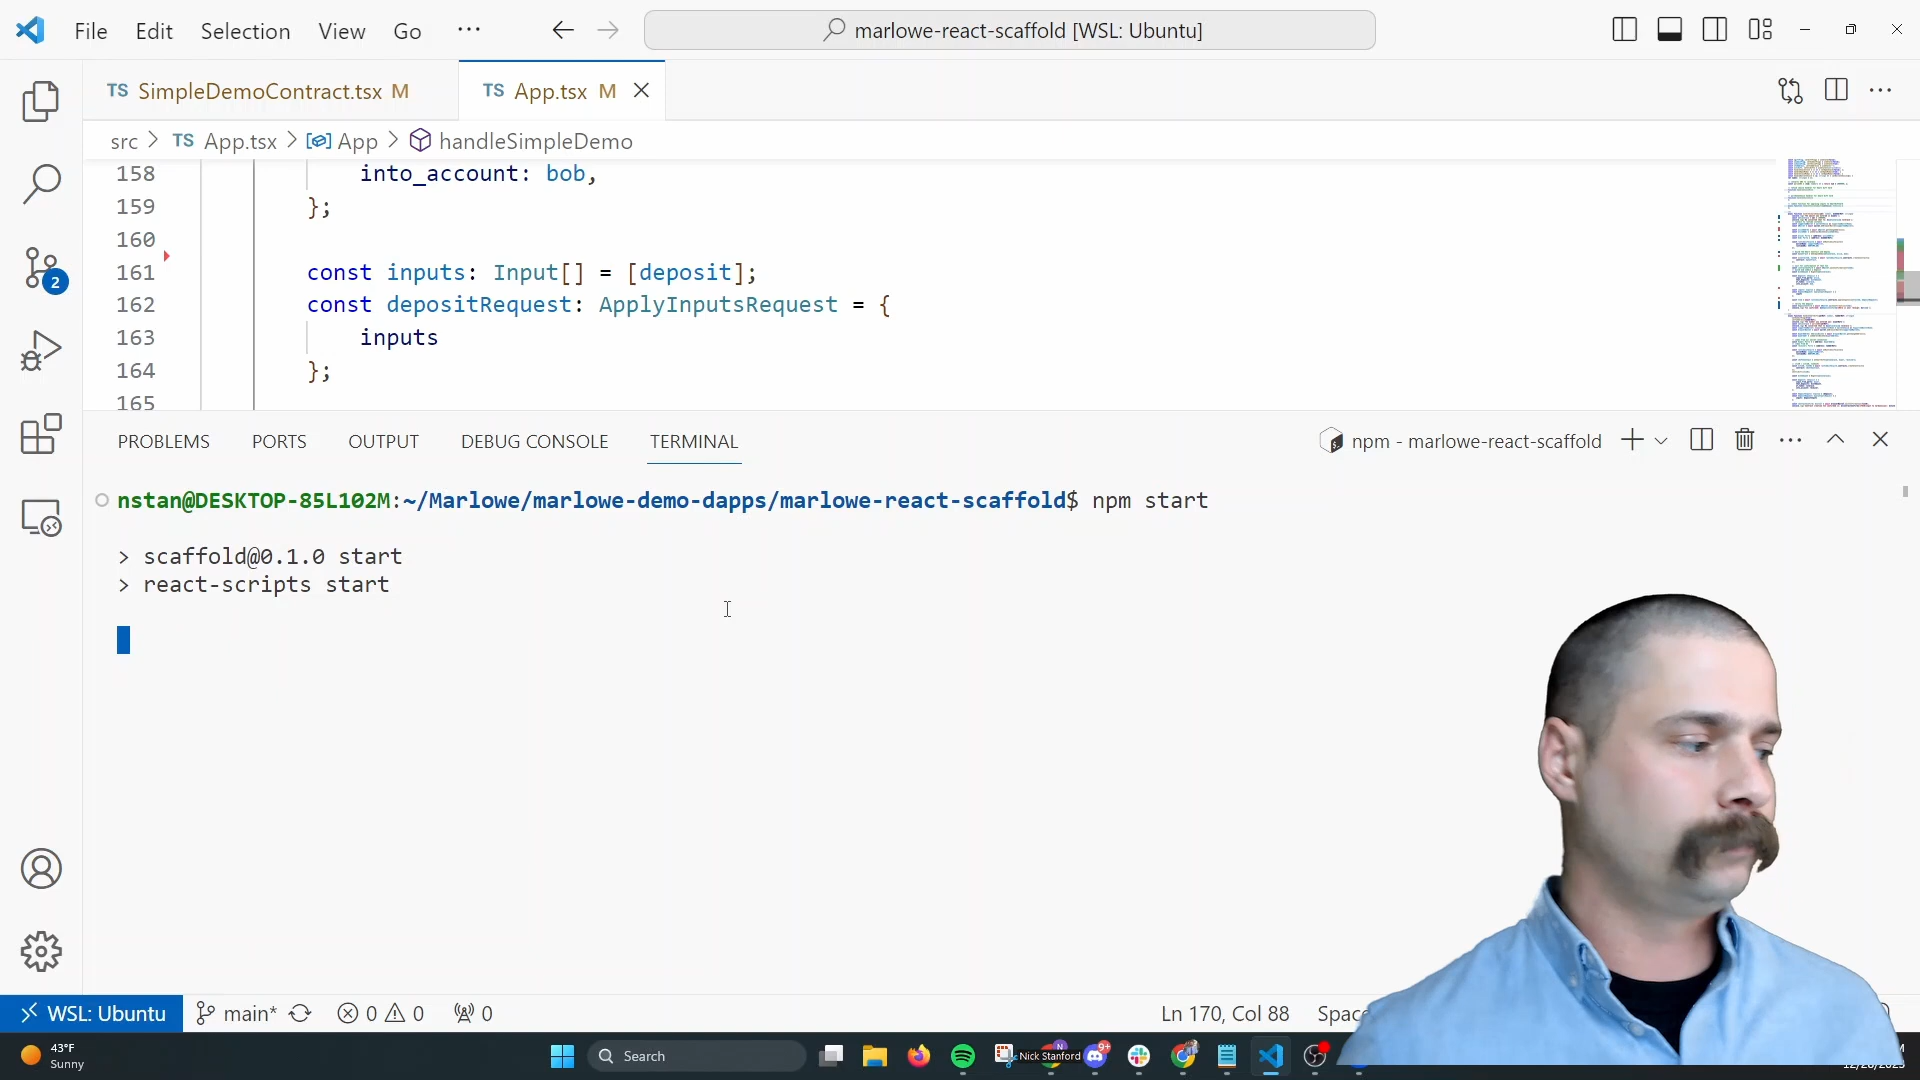 File Edit Selection View Go ··· marlowe-react-scaffold [WSL: Ubuntu]
TS SimpleDemoContract.tsx M TS App.tsx M
src > TS App.tsx > App > handleSimpleDemo
158 into_account: bob,
159 };
160
161 const inputs: Input[] = [deposit];
162 const depositRequest: ApplyInputsRequest = {
163 inputs
164 };
165
2
PROBLEMS PORTS OUTPUT DEBUG CONSOLE TERMINAL npm - marlowe-react-scaffold
nstan@DESKTOP-85L102M:~/Marlowe/marlowe-demo-dapps/marlowe-react-scaffold$ npm start
> scaffold@0.1.0 start
> react-scripts start
WSL: Ubuntu main* 0 0 0 Ln 170, Col 88
43°F
Sunny
Search
Nick Stanford
9+